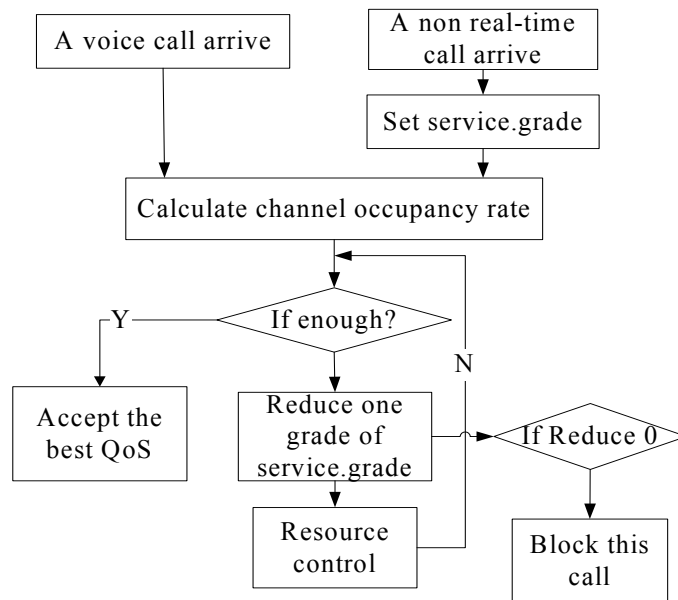 A voice call arrive
A non real-time
call arrive
Set service.grade
Calculate channel occupancy rate
If enough?
Y
N
Accept the
best QoS
Reduce one
grade of
service.grade
If Reduce 0
Resource
control
Block this
call